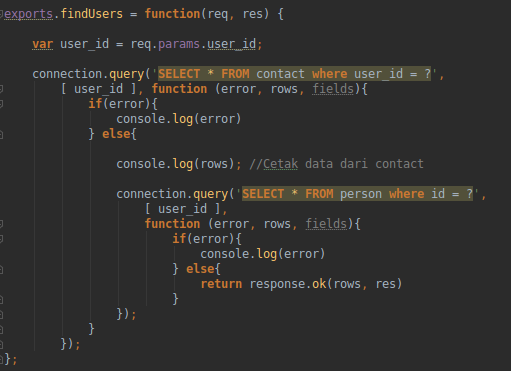 exports.findUsers = function(req, res) {
var user_id = req.params.user_id;
connection.query('SELECT * FROM contact where user_id = ?',
[ user_id ], function (error, rows, fields){
if(error){
console.log(error)
} else{
console.log(rows); //Cetak data dari contact
connection.query('SELECT * FROM person where id = ?',
[ user_id ],
function (error, rows, fields){
if(error){
console.log(error)
} else{
return response.ok(rows, res)
}
});
}
});
};